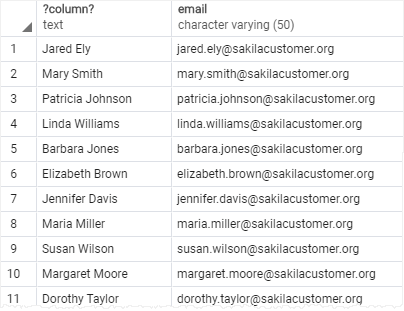 ?column? email
text character varying (50)
1 Jared Ely jared.ely@sakilacustomer.org
2 Mary Smith mary.smith@sakilacustomer.org
3 Patricia Johnson patricia.johnson@sakilacustomer.org
4 Linda Williams linda.williams@sakilacustomer.org
5 Barbara Jones barbara.jones@sakilacustomer.org
6 Elizabeth Brown elizabeth.brown@sakilacustomer.org
7 Jennifer Davis jennifer.davis@sakilacustomer.org
8 Maria Miller maria.miller@sakilacustomer.org
9 Susan Wilson susan.wilson@sakilacustomer.org
10 Margaret Moore margaret.moore@sakilacustomer.org
11 Dorothy Taylor dorothy.taylor@sakilacustomer.org